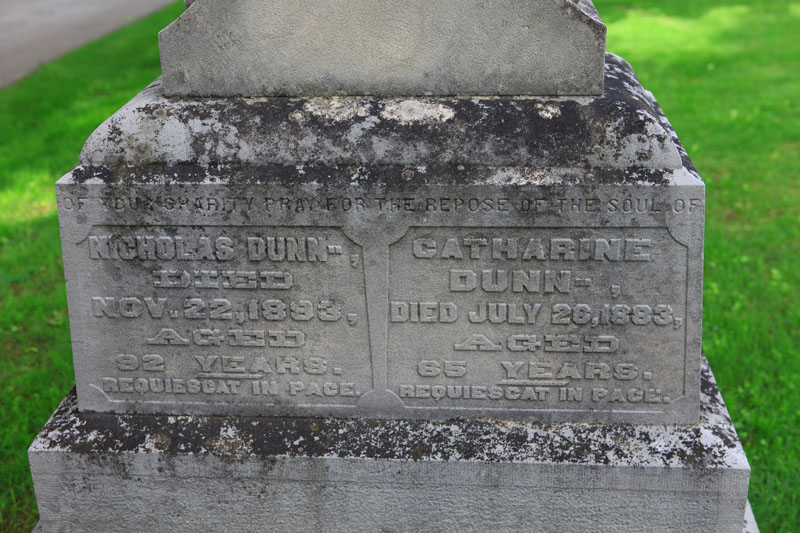 OF YOUR CHARITY PRAY FOR THE REPOSE OF THE SOUL OF
NICHOLAS DUNN-,
DIED
NOV. 22, 1893,
AGED
92 YEARS.
REQUIESCAT IN PACE.
CATHARINE
DUNN-,
DIED JULY 26, 1883,
AGED
65 YEARS.
REQUIESCAT IN PACE.